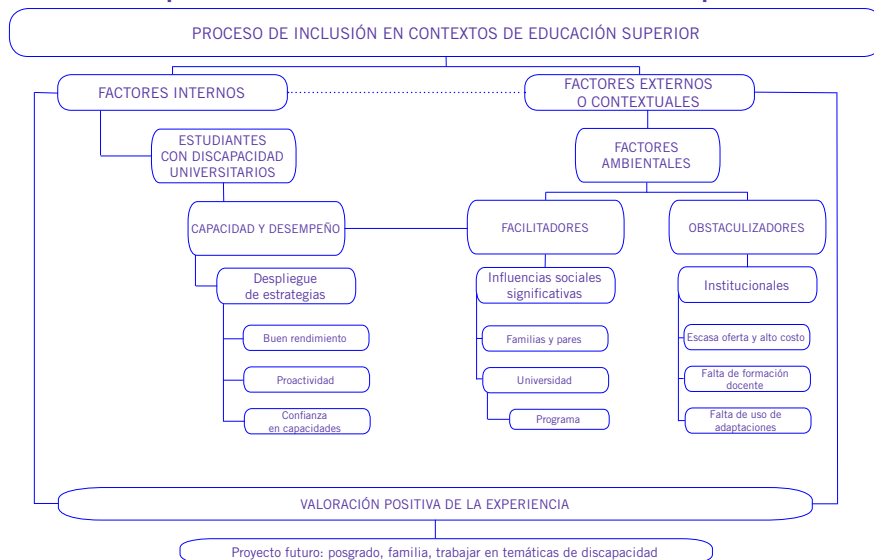 PROCESO DE INCLUSIÓN EN CONTEXTOS DE EDUCACIÓN SUPERIOR
FACTORES INTERNOS
FACTORES EXTERNOS
O CONTEXTUALES
ESTUDIANTES
CON DISCAPACIDAD
UNIVERSITARIOS
FACTORES
AMBIENTALES
CAPACIDAD Y DESEMPEÑO
FACILITADORES
OBSTACULIZADORES
Despliegue
de estrategias
Influencias sociales
significativas
Institucionales
Buen rendimiento
Familias y pares
Escasa oferta y alto costo
Proactividad
Universidad
Falta de formación
docente
Confianza
en capacidades
Programa
Falta de uso de
adaptaciones
VALORACIÓN POSITIVA DE LA EXPERIENCIA
Proyecto futuro: posgrado, familia, trabajar en temáticas de discapacidad